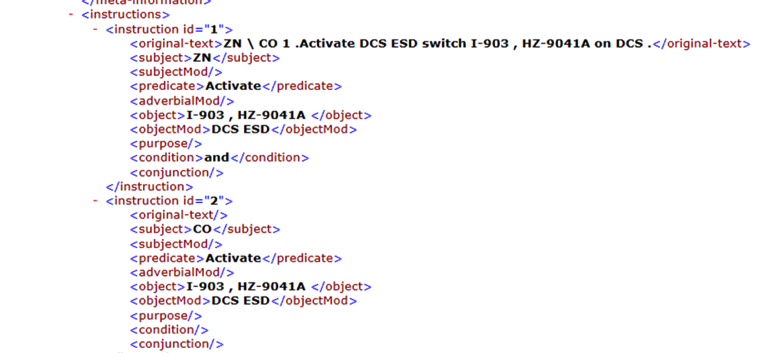 </meta-information>
- <instructions>
- <instruction id="1">
<original-text>ZN \ CO 1 .Activate DCS ESD switch I-903 , HZ-9041A on DCS .</original-text>
<subject>ZN</subject>
<subjectMod/>
<predicate>Activate</predicate>
<adverbialMod/>
<object>I-903 , HZ-9041A </object>
<objectMod>DCS ESD</objectMod>
<purpose/>
<condition>and</condition>
<conjunction/>
</instruction>
- <instruction id="2">
<original-text/>
<subject>CO</subject>
<subjectMod/>
<predicate>Activate</predicate>
<adverbialMod/>
<object>I-903 , HZ-9041A </object>
<objectMod>DCS ESD</objectMod>
<purpose/>
<condition/>
<conjunction/>